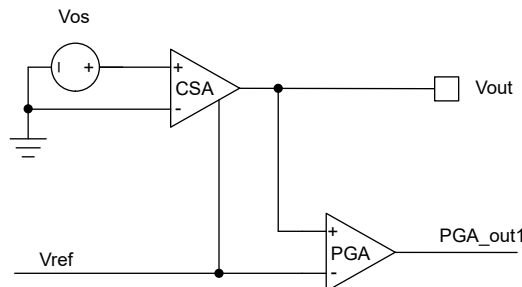 Vos
+
+
-
CSA
Vout
+
-
PGA
PGA_out1
Vref